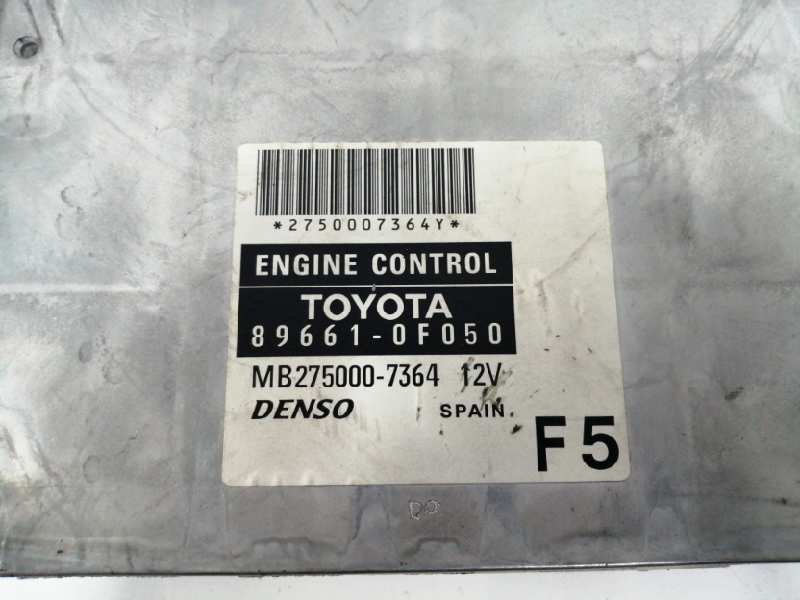 *2750007364Y*
ENGINE CONTROL
TOYOTA
89661-0F050
MB275000-7364 12V
DENSO SPAIN.
F5